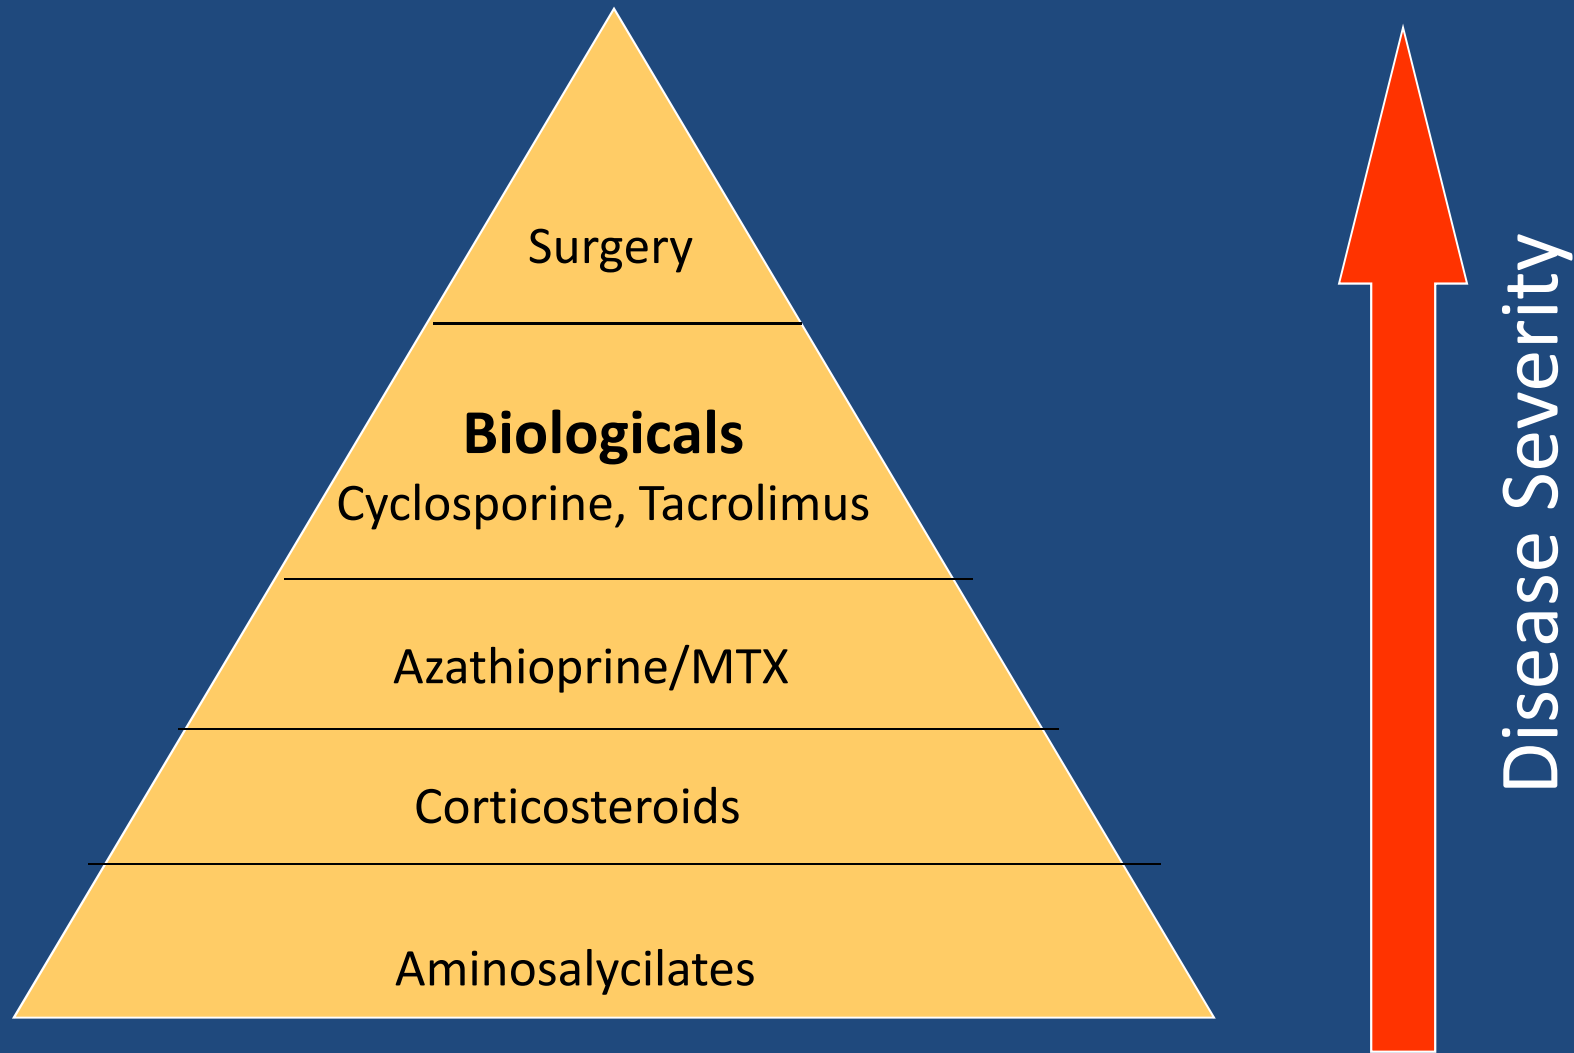 Surgery
Biologicals
Cyclosporine, Tacrolimus
Azathioprine/MTX
Corticosteroids
Aminosalycilates
Disease Severity